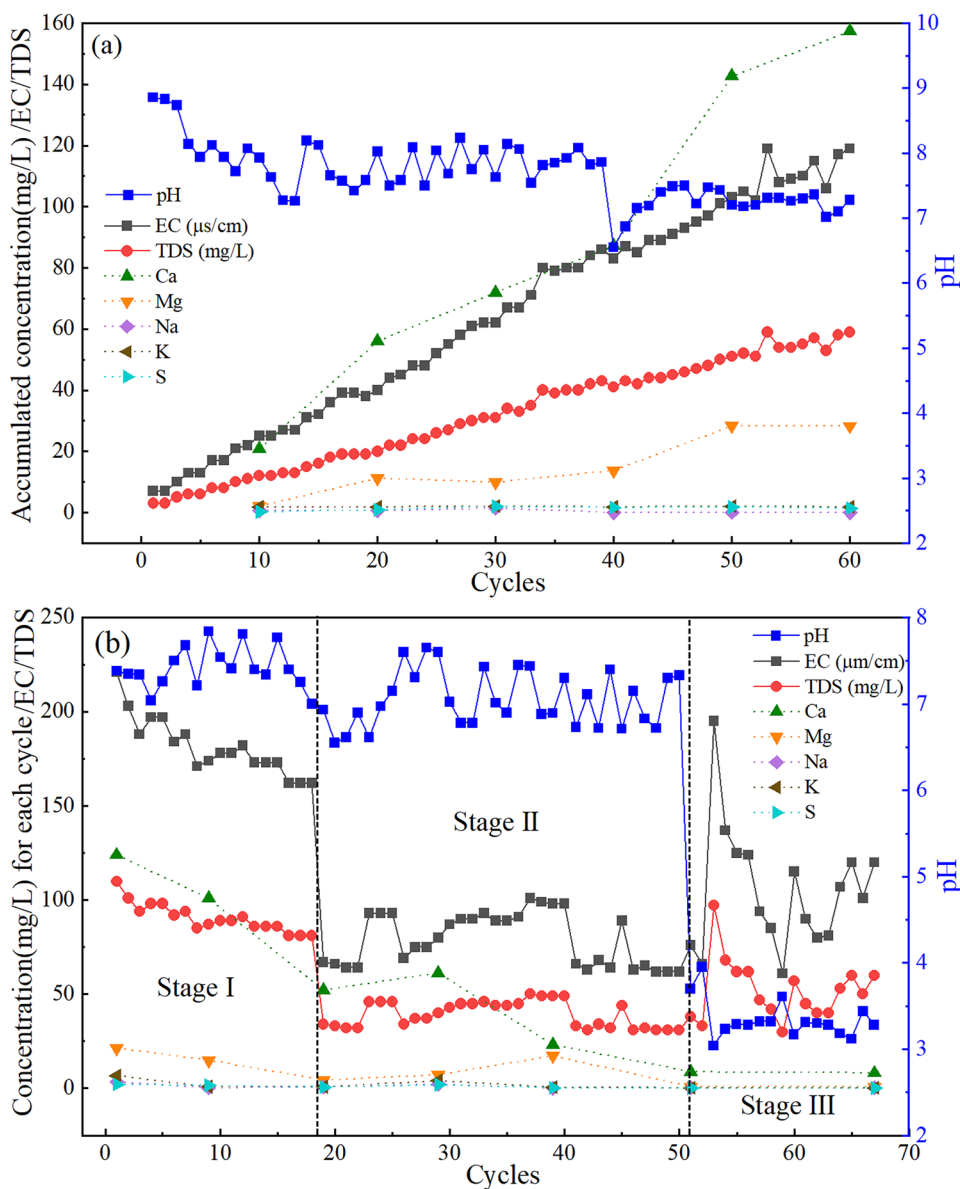 (a)
Accumulated concentration(mg/L) /EC/TDS
160
140
120
100
80
60
40
20
0
pH
EC (μs/cm)
TDS (mg/L)
Ca
Mg
Na
K
S
10
9
8
7
6
5
4
3
2
pH
0 10 20 30 40 50 60
Cycles
(b)
Concentration(mg/L) for each cycle/EC/TDS
250
200
150
100
50
0
Stage I
Stage II
Stage III
pH
EC (μm/cm)
TDS (mg/L)
Ca
Mg
Na
K
S
8
7
6
5
4
3
2
pH
0 10 20 30 40 50 60 70
Cycles